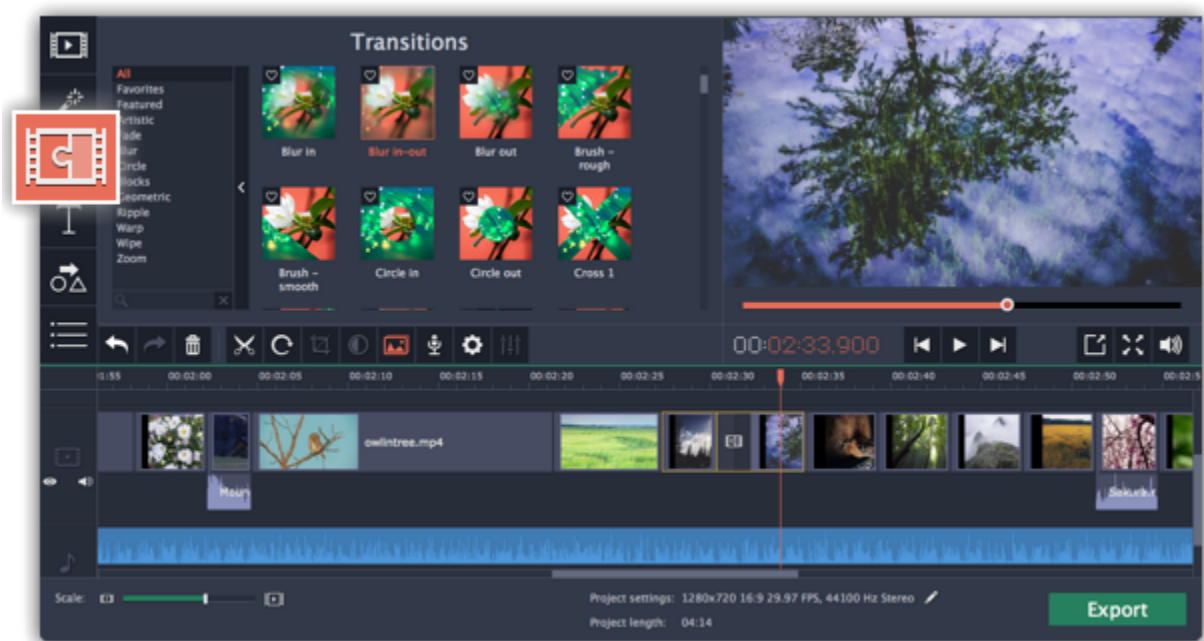 Transitions
All
Favorites
Featured
Artistic
Fade
Blur
Circle
Blocks
Geometric
Ripple
Warp
Wipe
Zoom
Blur in
Blur in-out
Blur out
Brush –
rough
Brush –
smooth
Circle in
Circle out
Cross 1
00:02:33.900
00:02:00
00:02:05
00:02:10
00:02:15
00:02:20
00:02:25
00:02:30
00:02:35
00:02:40
00:02:45
00:02:50
owlintree.mp4
Scale:
Project settings: 1280x720 16:9 29.97 FPS, 44100 Hz Stereo
Project length: 04:14
Export